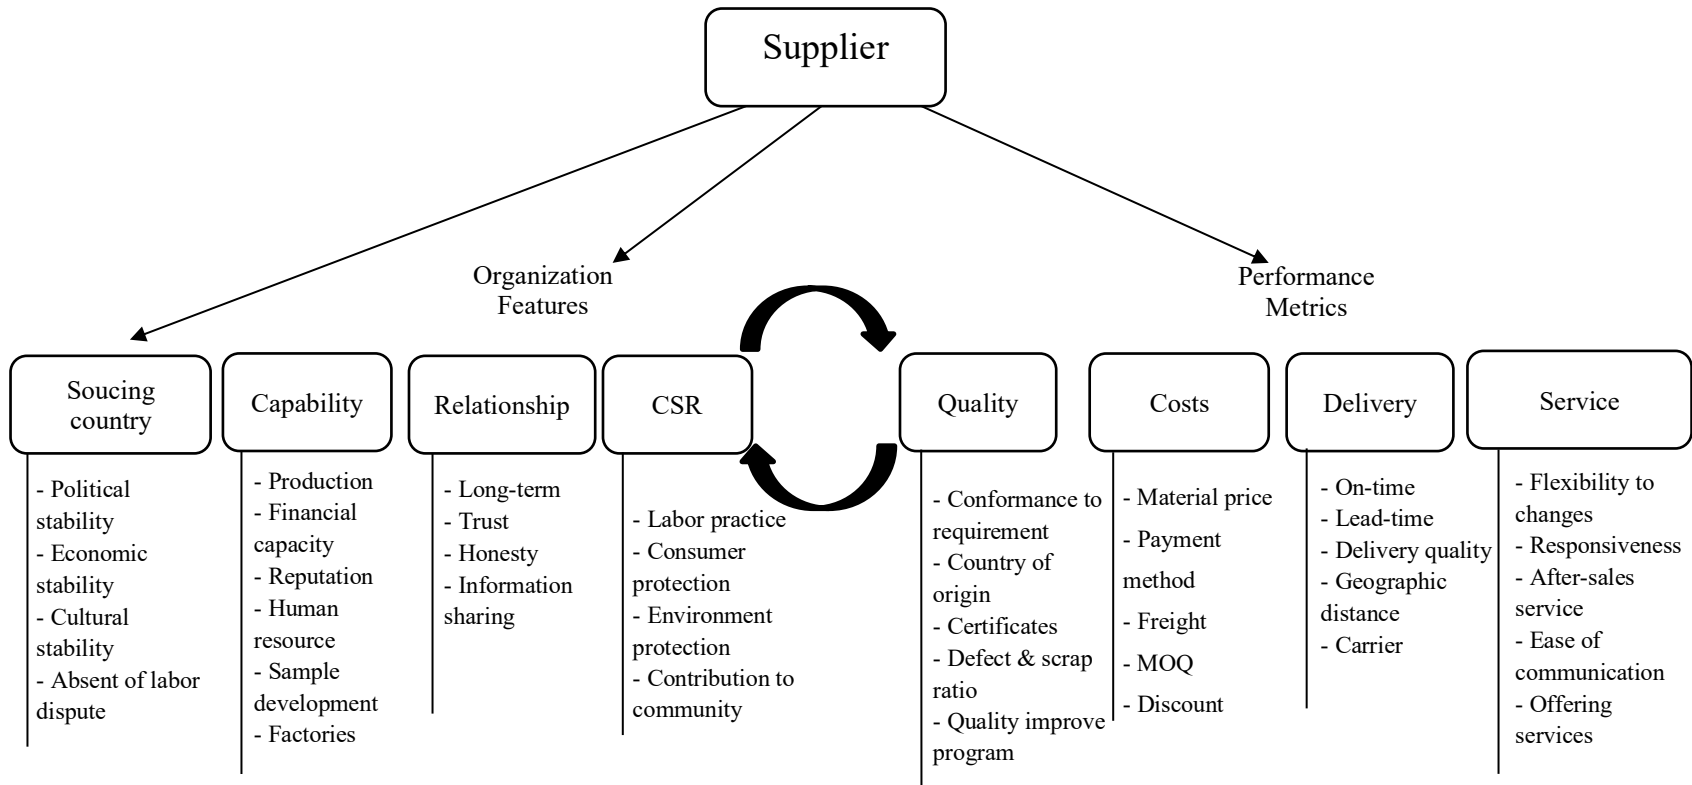 Supplier
Organization
Features
Performance
Metrics
Soucing
country
Capability
Relationship
CSR
Quality
Costs
Delivery
Service
- Political
stability
- Economic
stability
- Cultural
stability
- Absent of labor
dispute
- Production
- Financial
capacity
- Reputation
- Human
resource
- Sample
development
- Factories
- Long-term
- Trust
- Honesty
- Information
sharing
- Labor practice
- Consumer
protection
- Environment
protection
- Contribution to
community
- Conformance to
requirement
- Country of
origin
- Certificates
- Defect & scrap
ratio
- Quality improve
program
- Material price
- Payment
method
- Freight
- MOQ
- Discount
- On-time
- Lead-time
- Delivery quality
- Geographic
distance
- Carrier
- Flexibility to
changes
- Responsiveness
- After-sales
service
- Ease of
communication
- Offering
services